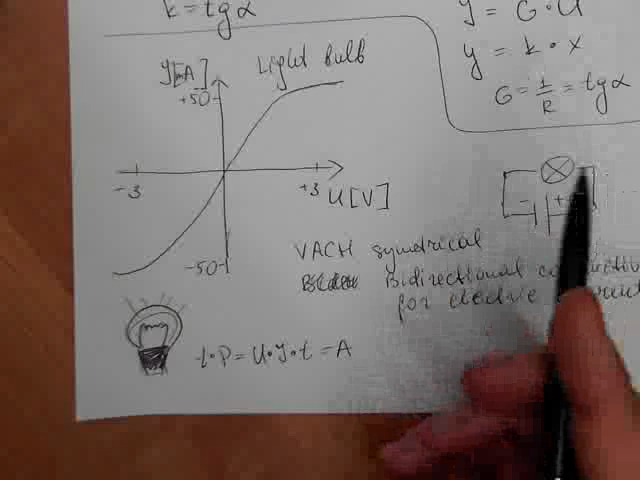 k = tg α
y = G · U
y = k · x
G = 1/R = tg α
Light bulb
+50
-3
+3
U [V]
-50
+
-
VACH symetrical
Bidirectional
for electric
t · P = U · I · t = A